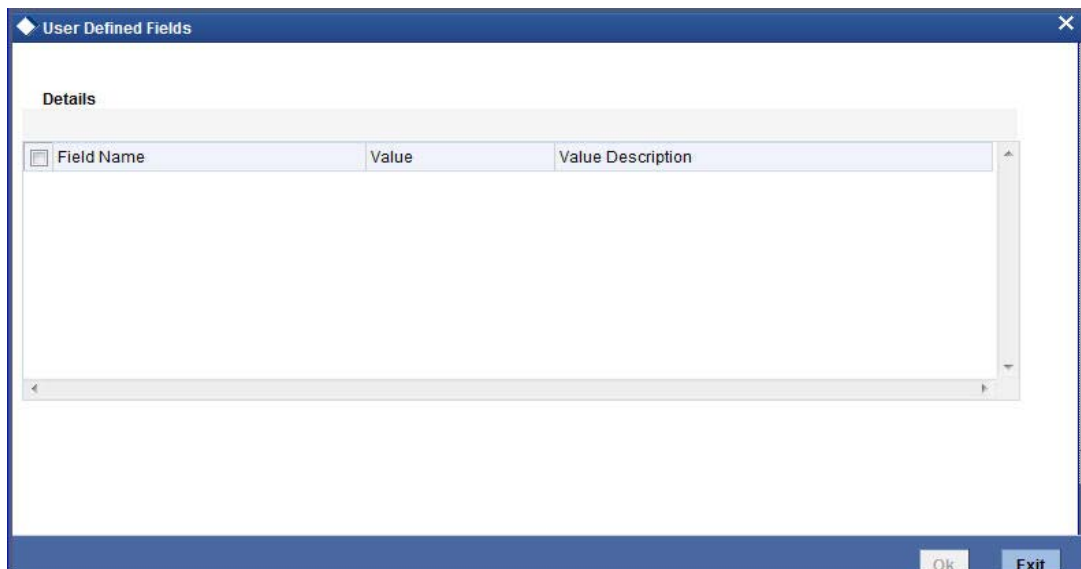 User Defined Fields
Details
Field Name Value Value Description
Ok Exit